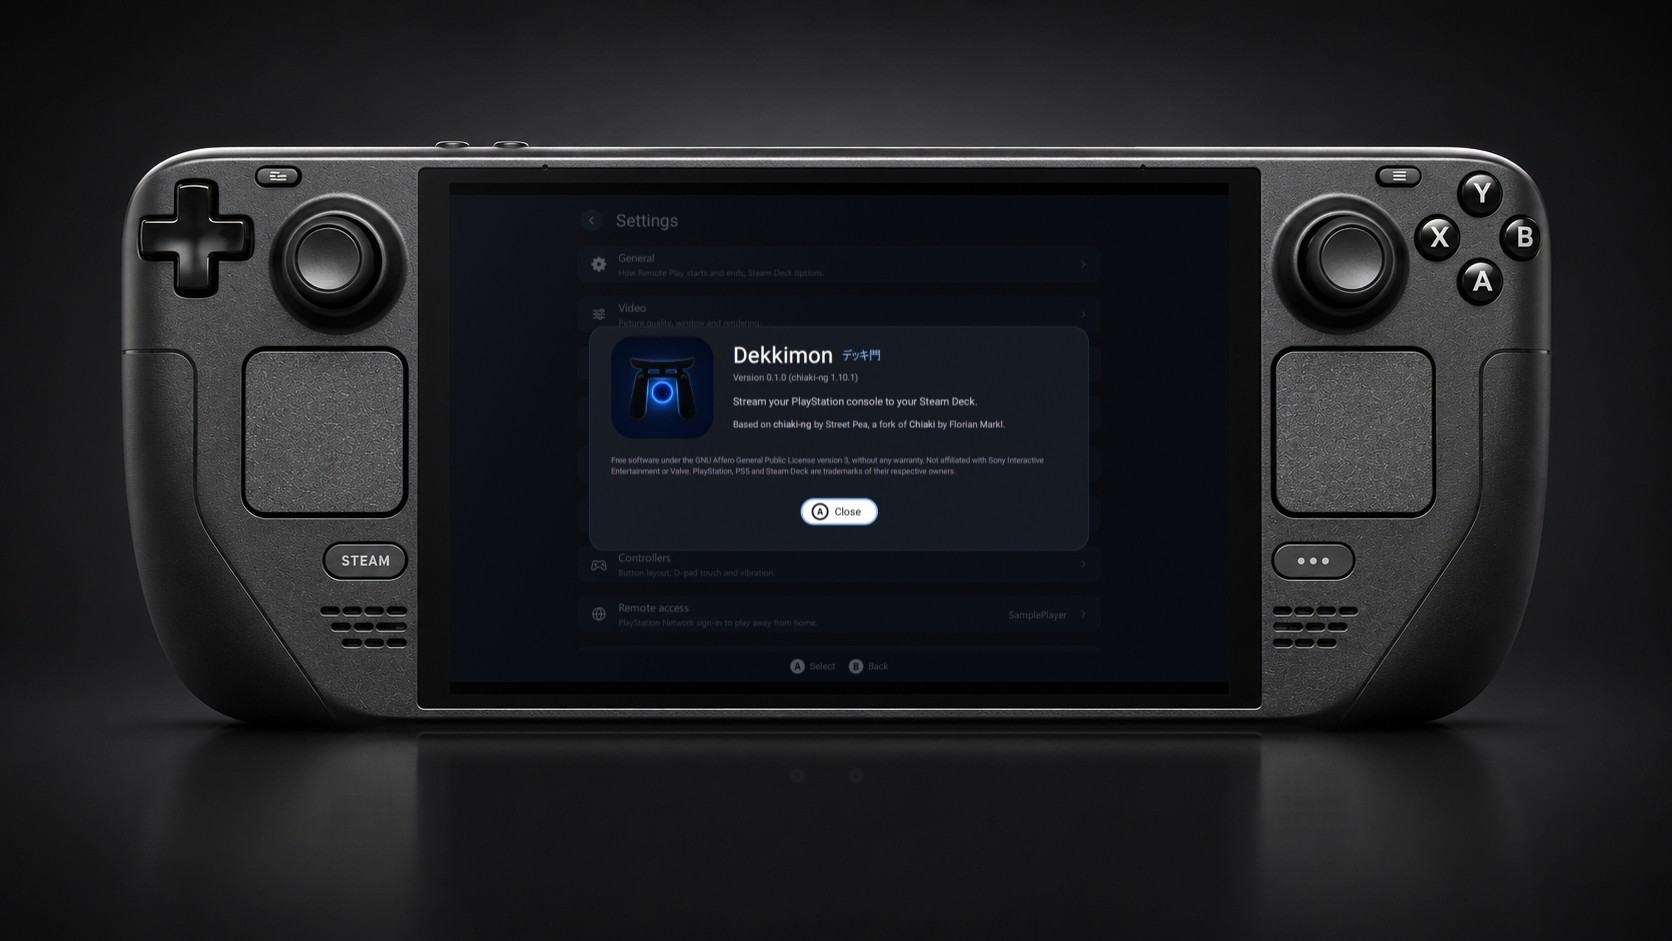 Y
X
B
A
STEAM
Settings
General
How Remote Play starts and ends, Steam Deck options.
Video
Picture quality, window and rendering.
Dekkimon デッキ門
Version 0.1.0 (chiaki-ng 1.10.1)
Stream your PlayStation console to your Steam Deck.
Based on chiaki-ng by Street Pea, a fork of Chiaki by Florian Markl.
Free software under the GNU Affero General Public License version 3, without any warranty. Not affiliated with Sony Interactive
Entertainment or Valve. PlayStation, PS5 and Steam Deck are trademarks of their respective owners.
A Close
Controllers
Button layout, D-pad touch and vibration.
Remote access
PlayStation Network sign-in to play away from home.
SamplePlayer
A Select B Back